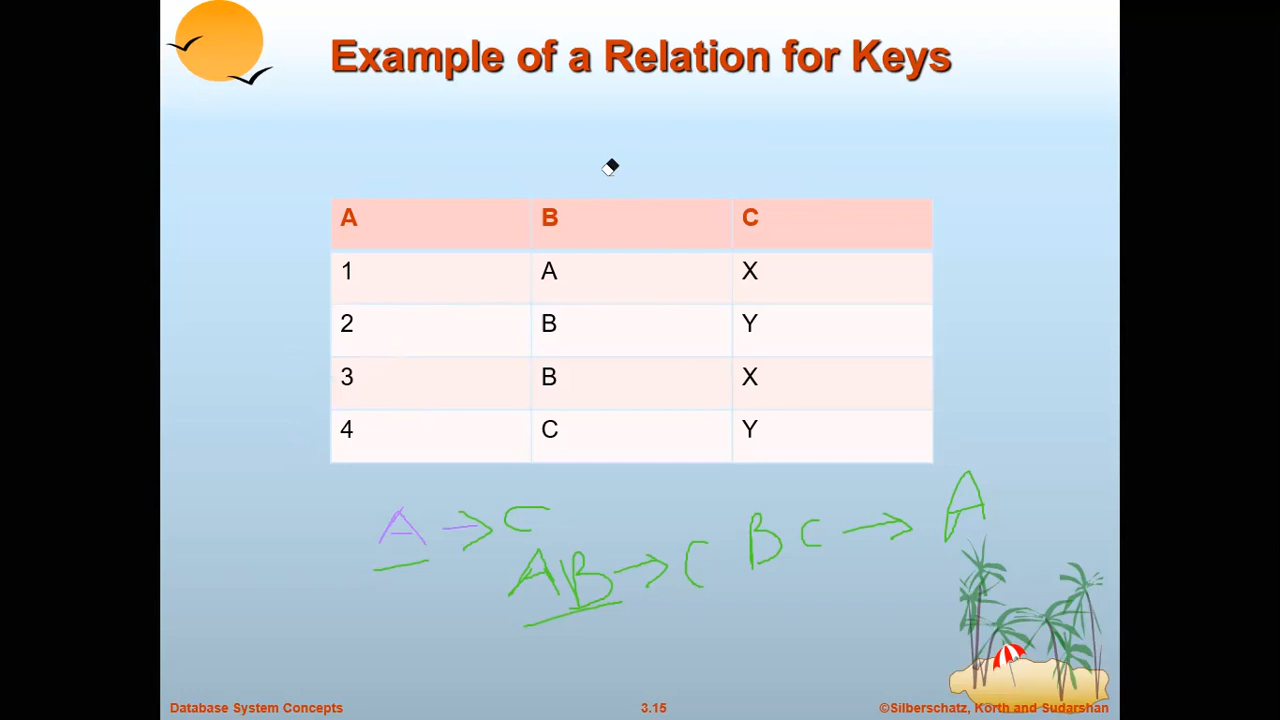 Example of a Relation for Keys
A B C
1 A X
2 B Y
3 B X
4 C Y
A → C
AB → C
BC → A
Database System Concepts 3.15 ©Silberschatz, Korth and Sudarshan